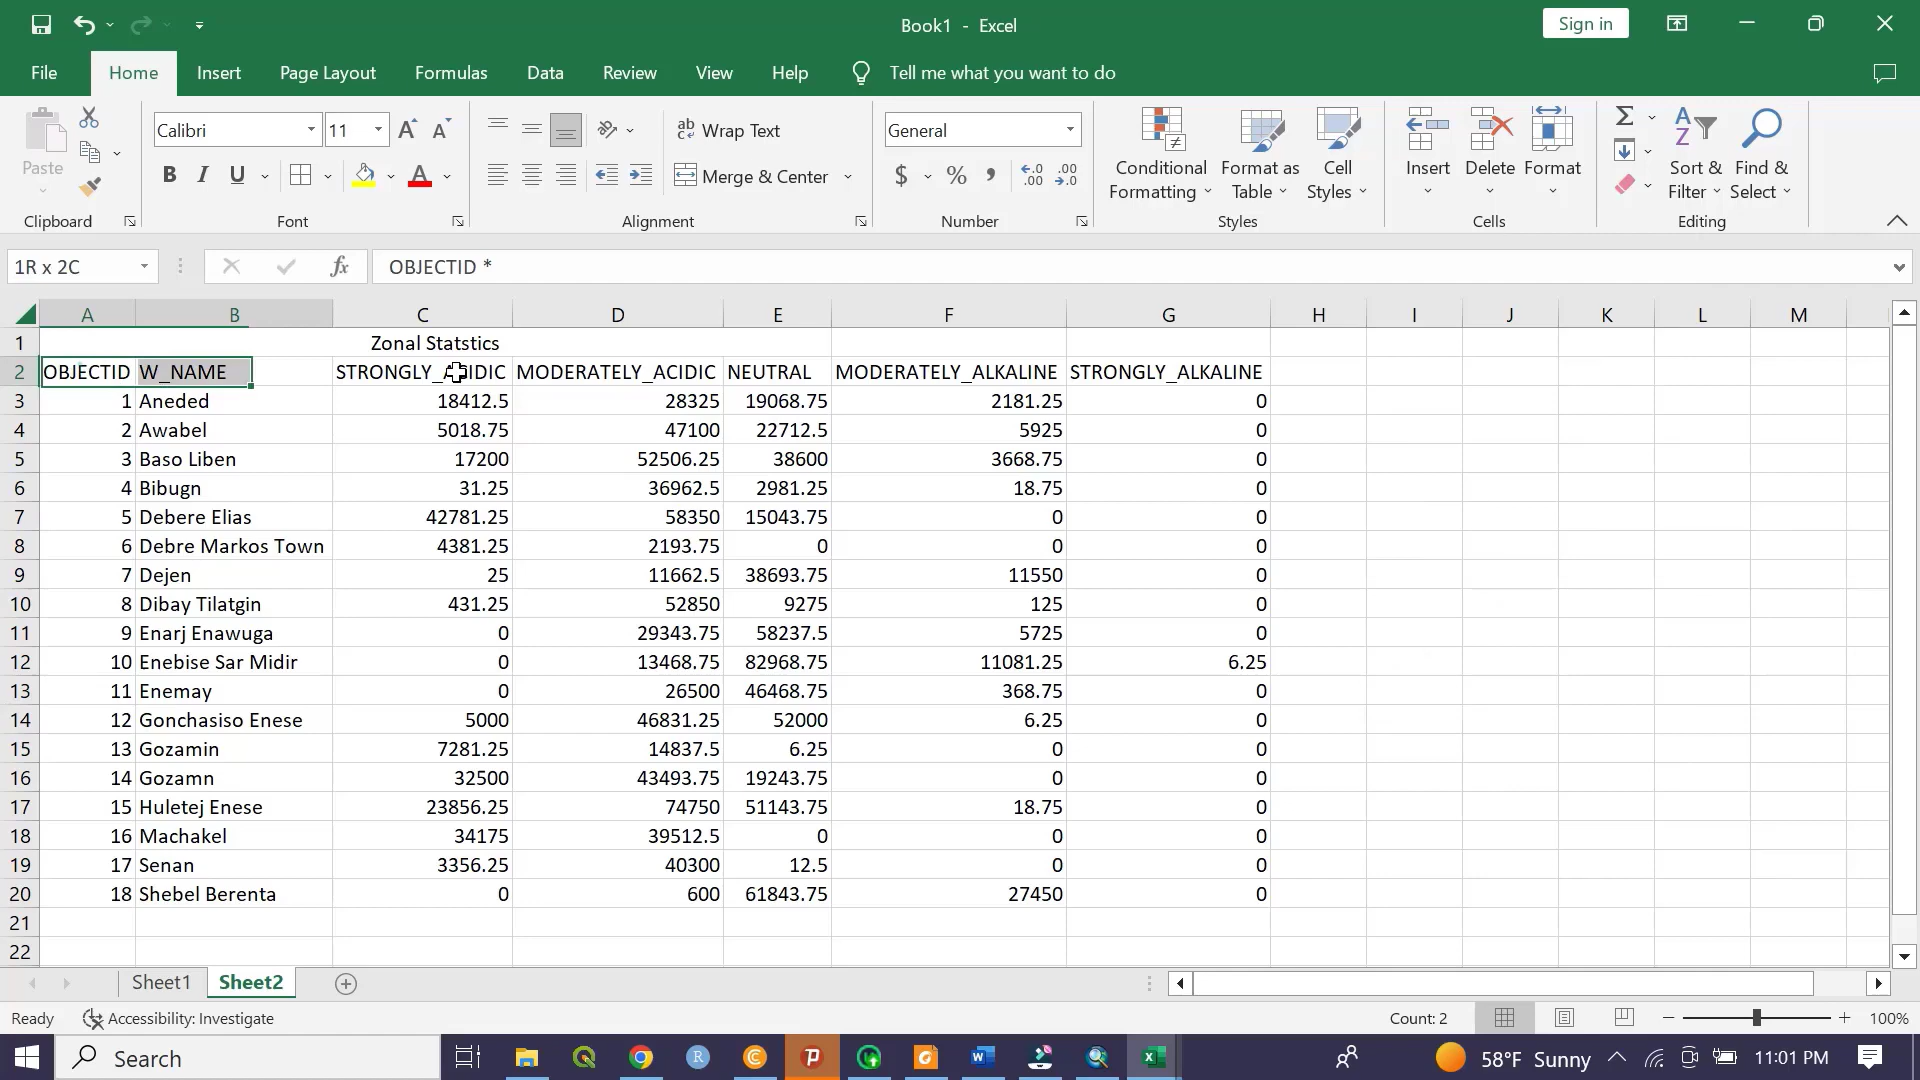 Book1 - Excel
Sign in
File Home Insert Page Layout Formulas Data Review View Help Tell me what you want to do
Paste
Calibri 11
B I U
Wrap Text
Merge & Center
General
$ % ,
Conditional Formatting
Format as Table
Cell Styles
Insert
Delete
Format
Sort & Filter
Find & Select
Clipboard Font Alignment Number Styles Cells Editing
1R x 2C fx OBJECTID *
A B C D E F G H I J K L M
1 Zonal Statstics
2 OBJECTID W_NAME STRONGLY_ACIDIC MODERATELY_ACIDIC NEUTRAL MODERATELY_ALKALINE STRONGLY_ALKALINE
3 1 Aneded 18412.5 28325 19068.75 2181.25 0
4 2 Awabel 5018.75 47100 22712.5 5925 0
5 3 Baso Liben 17200 52506.25 38600 3668.75 0
6 4 Bibugn 31.25 36962.5 2981.25 18.75 0
7 5 Debere Elias 42781.25 58350 15043.75 0 0
8 6 Debre Markos Town 4381.25 2193.75 0 0 0
9 7 Dejen 25 11662.5 38693.75 11550 0
10 8 Dibay Tilatgin 431.25 52850 9275 125 0
11 9 Enarj Enawuga 0 29343.75 58237.5 5725 0
12 10 Enebise Sar Midir 0 13468.75 82968.75 11081.25 6.25
13 11 Enemay 0 26500 46468.75 368.75 0
14 12 Gonchasiso Enese 5000 46831.25 52000 6.25 0
15 13 Gozamin 7281.25 14837.5 6.25 0 0
16 14 Gozamn 32500 43493.75 19243.75 0 0
17 15 Huletej Enese 23856.25 74750 51143.75 18.75 0
18 16 Machakel 34175 39512.5 0 0 0
19 17 Senan 3356.25 40300 12.5 0 0
20 18 Shebel Berenta 0 600 61843.75 27450 0
21
22
Sheet1 Sheet2
Ready Accessibility: Investigate Count: 2 100%
Search 58°F Sunny 11:01 PM